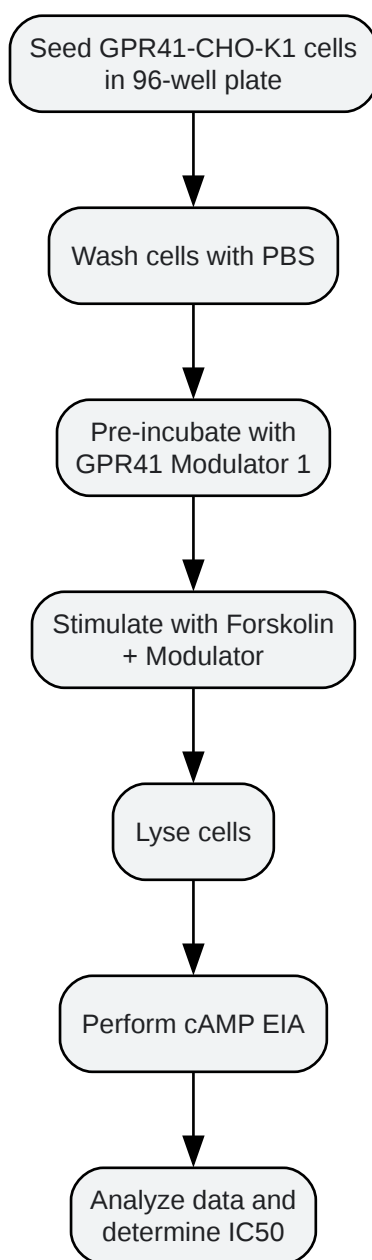 Seed GPR41-CHO-K1 cells
in 96-well plate
Wash cells with PBS
Pre-incubate with
GPR41 Modulator 1
Stimulate with Forskolin
+ Modulator
Lyse cells
Perform cAMP EIA
Analyze data and
determine IC50